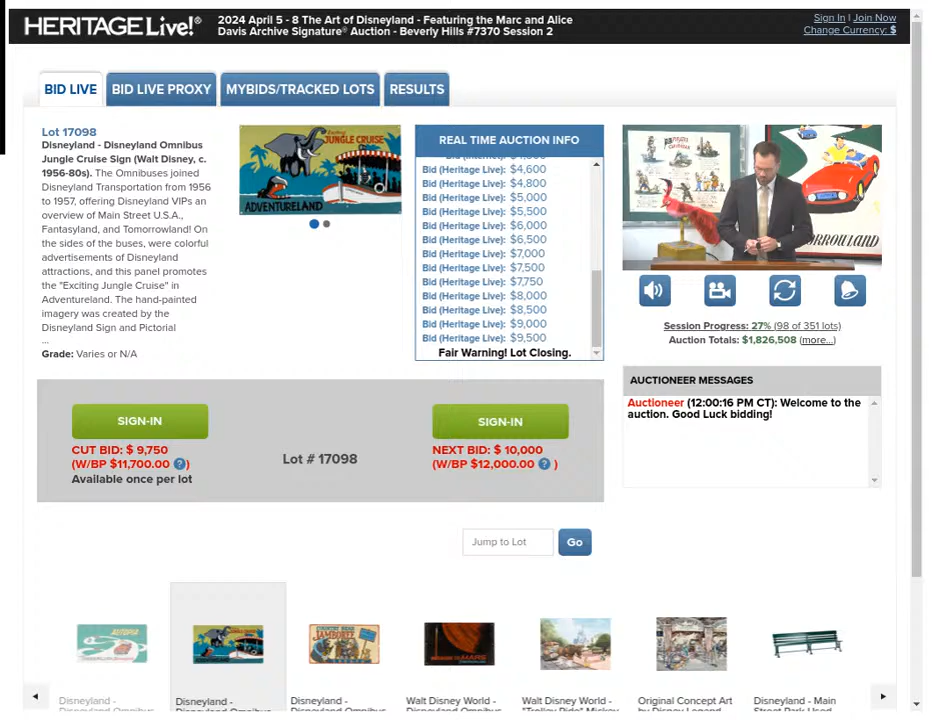 HERITAGE Live!®
2024 April 5 - 8 The Art of Disneyland - Featuring the Marc and Alice
Davis Archive Signature® Auction - Beverly Hills #7370 Session 2
Sign In | Join Now
Change Currency: $
BID LIVE
BID LIVE PROXY
MYBIDS/TRACKED LOTS
RESULTS
Lot 17098
Disneyland - Disneyland Omnibus
Jungle Cruise Sign (Walt Disney, c.
1956-80s). The Omnibuses joined
Disneyland Transportation from 1956
to 1957, offering Disneyland VIPs an
overview of Main Street U.S.A.,
Fantasyland, and Tomorrowland! On
the sides of the buses, were colorful
advertisements of Disneyland
attractions, and this panel promotes
the "Exciting Jungle Cruise" in
Adventureland. The hand-painted
imagery was created by the
Disneyland Sign and Pictorial
...
Grade: Varies or N/A
Exciting
JUNGLE CRUISE
ADVENTURELAND
REAL TIME AUCTION INFO
Bid (Heritage Live): $4,600
Bid (Heritage Live): $4,800
Bid (Heritage Live): $5,000
Bid (Heritage Live): $5,500
Bid (Heritage Live): $6,000
Bid (Heritage Live): $6,500
Bid (Heritage Live): $7,000
Bid (Heritage Live): $7,500
Bid (Heritage Live): $7,750
Bid (Heritage Live): $8,000
Bid (Heritage Live): $8,500
Bid (Heritage Live): $9,000
Bid (Heritage Live): $9,500
Fair Warning! Lot Closing.
Session Progress: 27% (98 of 351 lots)
Auction Totals: $1,826,508 (more...)
AUCTIONEER MESSAGES
Auctioneer (12:00:16 PM CT): Welcome to the
auction. Good Luck bidding!
SIGN-IN
CUT BID: $ 9,750
(W/BP $11,700.00 ?)
Available once per lot
Lot # 17098
SIGN-IN
NEXT BID: $ 10,000
(W/BP $12,000.00 ? )
Jump to Lot
Go
Disneyland -
Disneyland -
Disneyland -
Walt Disney World -
Walt Disney World -
Original Concept Art
Disneyland - Main